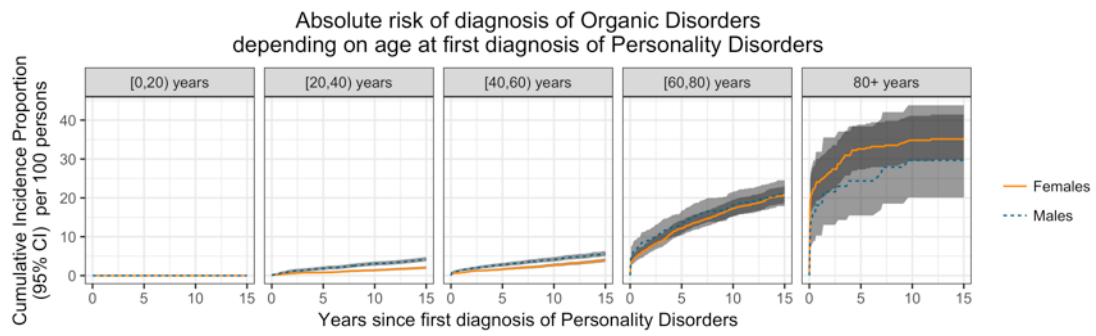 Absolute risk of diagnosis of Organic Disorders
depending on age at first diagnosis of Personality Disorders
Cumulative Incidence Proportion
(95% CI)  per 100 persons
[0,20) years
[20,40) years
[40,60) years
[60,80) years
80+ years
40
30
20
10
0
0 5 10 15
0 5 10 15
0 5 10 15
0 5 10 15
0 5 10 15
Years since first diagnosis of Personality Disorders
Females
Males